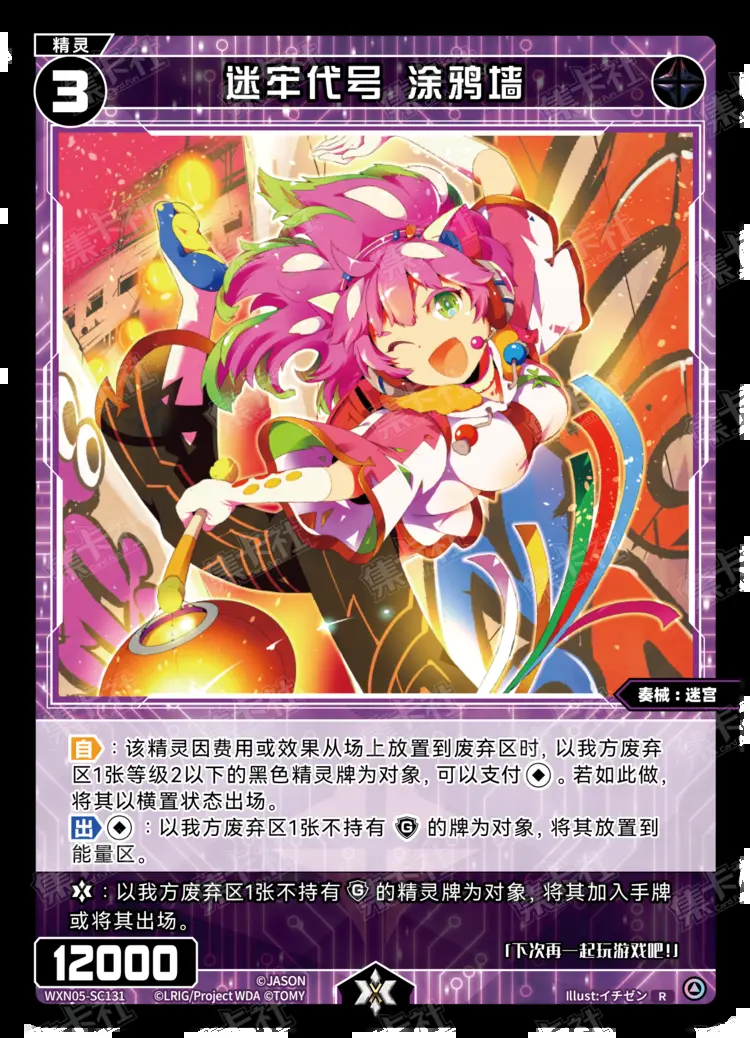 精灵
3
迷牢代号 涂鸦墙
奏械：迷宫
自：该精灵因费用或效果从场上放置到废弃区时，以我方废弃
区1张等级2以下的黑色精灵牌为对象，可以支付。若如此做，
将其以横置状态出场。
出：以我方废弃区1张不持有 G 的牌为对象，将其放置到
能量区。
：以我方废弃区1张不持有 G 的精灵牌为对象，将其加入手牌
或将其出场。
12000
「下次再一起玩游戏吧！」
©JASON
WXN05-SC131 ©LRIG/Project WDA ©TOMY
Illust:イチゼン R
集卡社